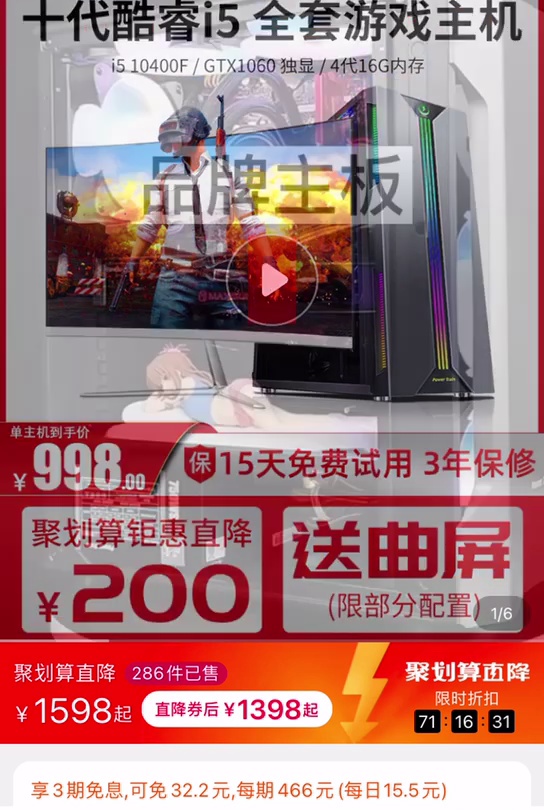 十代酷睿i5 全套游戏主机
i5 10400F / GTX1060 独显 / 4代16G内存
品牌主板
单主机到手价
¥998.00
保 15天免费试用 3年保修
聚划算钜惠直降
¥200
送曲屏
(限部分配置)
1/6
聚划算直降 286件已售
¥1598起 直降券后 ¥1398起
聚划算直降
限时折扣
71:16:31
享3期免息,可免32.2元,每期466元(每日15.5元)